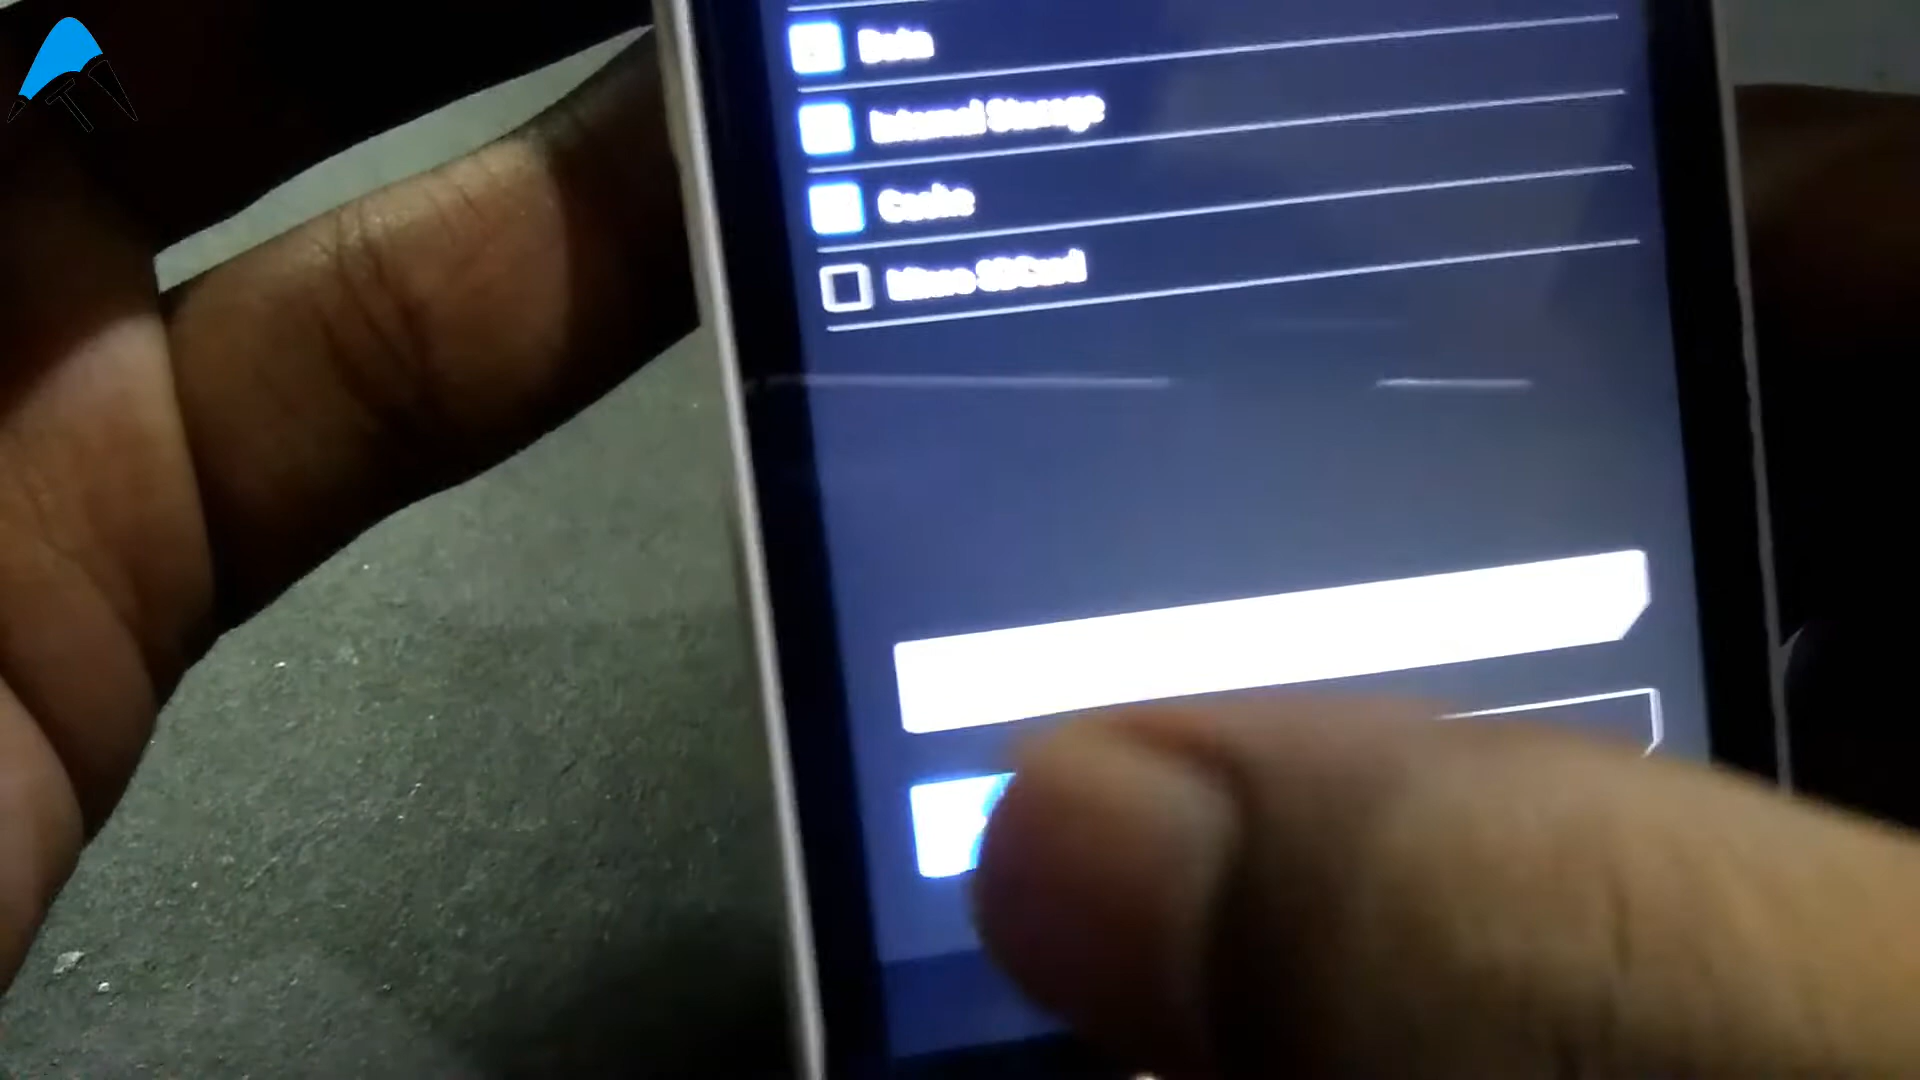 Data
Internal Storage
Cache
Micro SDCard